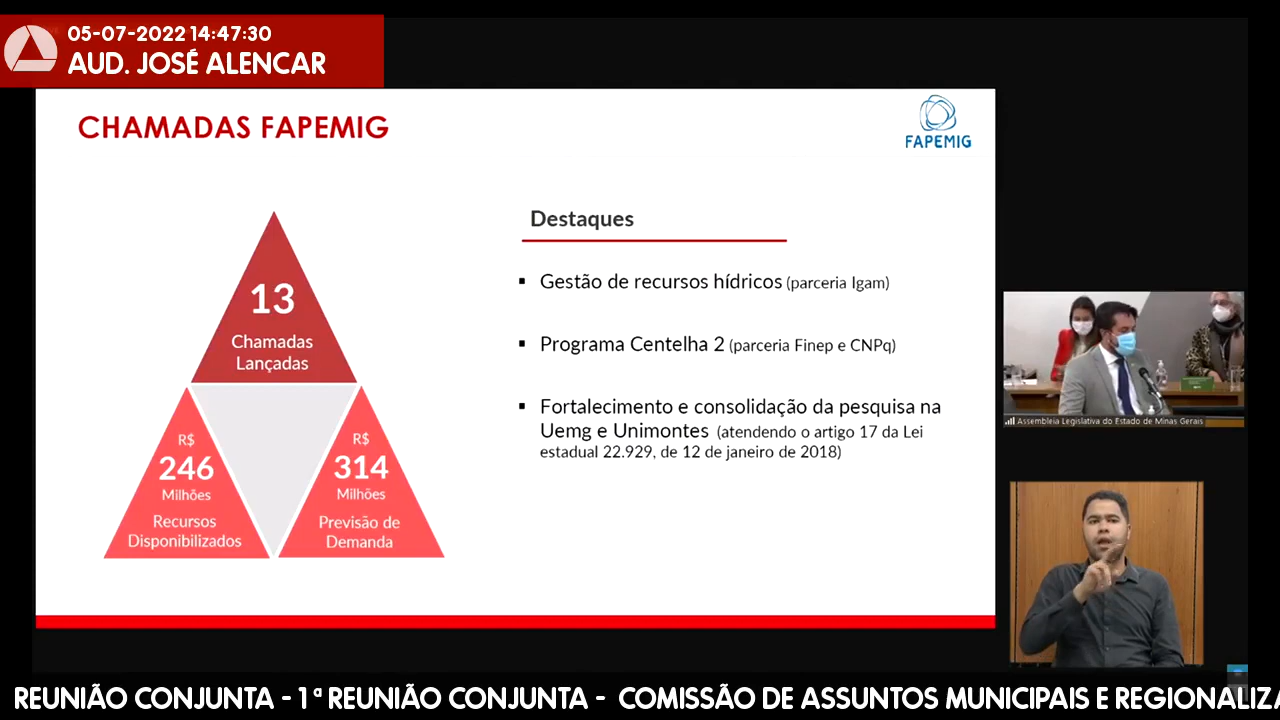 05-07-2022 14:47:30
AUD. JOSÉ ALENCAR
CHAMADAS FAPEMIG
FAPEMIG
13
Chamadas
Lançadas
R$
246
Milhões
Recursos
Disponibilizados
R$
314
Milhões
Previsão de
Demanda
Destaques
▪ Gestão de recursos hídricos (parceria Igam)
▪ Programa Centelha 2 (parceria Finep e CNPq)
▪ Fortalecimento e consolidação da pesquisa na
Uemg e Unimontes (atendendo o artigo 17 da Lei
estadual 22.929, de 12 de janeiro de 2018)
Assembleia Legislativa do Estado de Minas Gerais
REUNIÃO CONJUNTA - 1ª REUNIÃO CONJUNTA - COMISSÃO DE ASSUNTOS MUNICIPAIS E REGIONALIZA